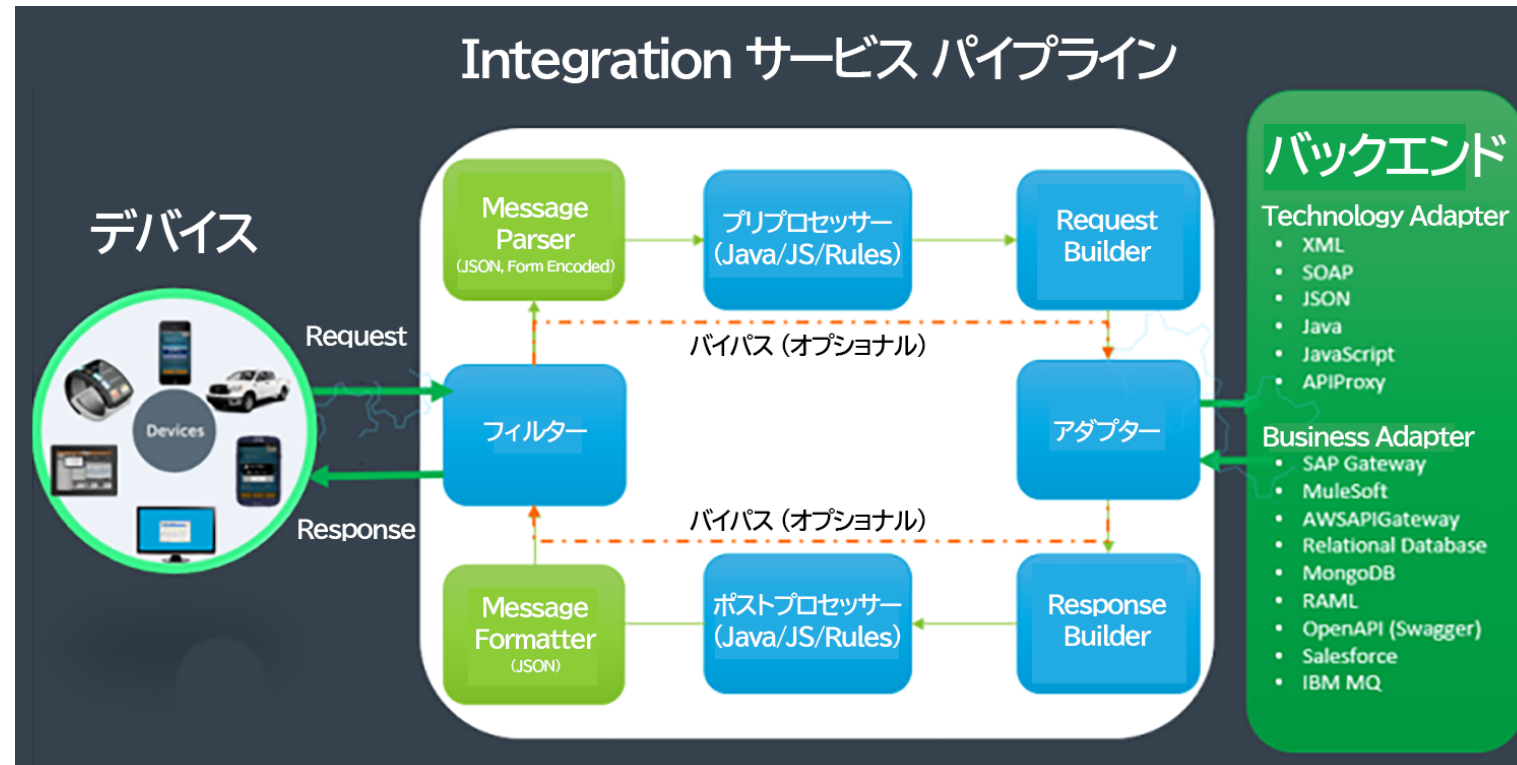 Integration サービス パイプライン
デバイス
Devices
Request
Response
Message
Parser
(JSON, Form Encoded)
プリプロセッサー
(Java/JS/Rules)
Request
Builder
バイパス (オプショナル)
フィルター
アダプター
バイパス (オプショナル)
Message
Formatter
(JSON)
ポストプロセッサー
(Java/JS/Rules)
Response
Builder
バックエンド
Technology Adapter
• XML
• SOAP
• JSON
• Java
• JavaScript
• APIProxy
Business Adapter
• SAP Gateway
• MuleSoft
• AWSAPIGateway
• Relational Database
• MongoDB
• RAML
• OpenAPI (Swagger)
• Salesforce
• IBM MQ